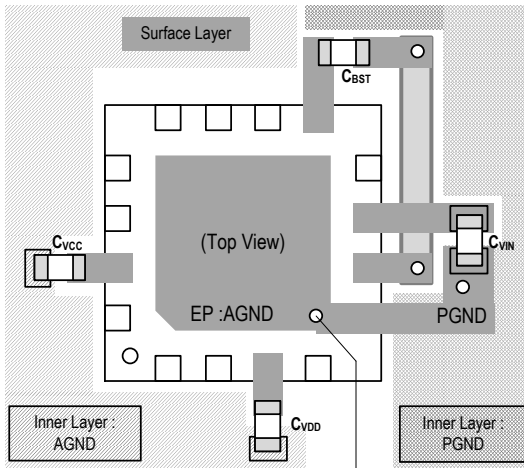 Surface Layer
CBST
CVCC
(Top View)
CVIN
EP :AGND
PGND
Inner Layer :
AGND
CVDD
Inner Layer :
PGND